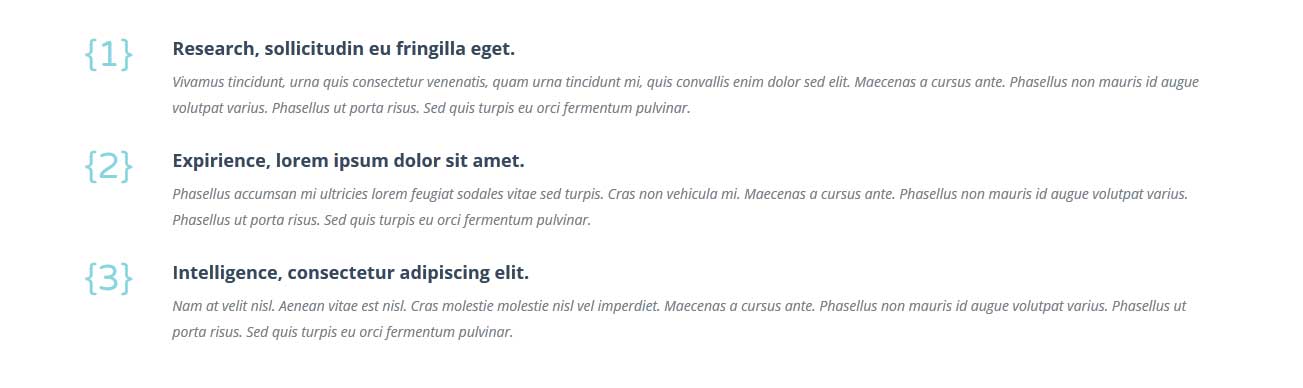 {1}
Research, sollicitudin eu fringilla eget.
Vivamus tincidunt, urna quis consectetur venenatis, quam urna tincidunt mi, quis convallis enim dolor sed elit. Maecenas a cursus ante. Phasellus non mauris id augue
volutpat varius. Phasellus ut porta risus. Sed quis turpis eu orci fermentum pulvinar.
{2}
Expirience, lorem ipsum dolor sit amet.
Phasellus accumsan mi ultricies lorem feugiat sodales vitae sed turpis. Cras non vehicula mi. Maecenas a cursus ante. Phasellus non mauris id augue volutpat varius.
Phasellus ut porta risus. Sed quis turpis eu orci fermentum pulvinar.
{3}
Intelligence, consectetur adipiscing elit.
Nam at velit nisl. Aenean vitae est nisl. Cras molestie molestie nisl vel imperdiet. Maecenas a cursus ante. Phasellus non mauris id augue volutpat varius. Phasellus ut
porta risus. Sed quis turpis eu orci fermentum pulvinar.